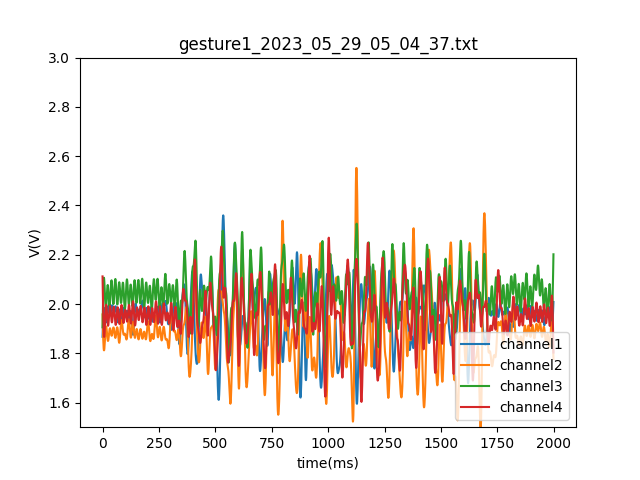 gesture1_2023_05_29_05_04_37.txt
3.0
2.8
2.6
2.4
2.2
2.0
1.8
1.6
V(V)
channel1
channel2
channel3
channel4
0 250 500 750 1000 1250 1500 1750 2000
time(ms)